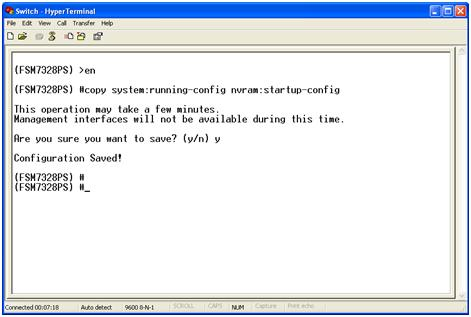 Switch - HyperTerminal
File Edit View Call Transfer Help
(FSM7328PS) >en
(FSM7328PS) #copy system:running-config nvram:startup-config
This operation may take a few minutes.
Management interfaces will not be available during this time.
Are you sure you want to save? (y/n) y
Configuration Saved!
(FSM7328PS) #
(FSM7328PS) #_
Connected 00:07:18 Auto detect 9600 8-N-1 SCROLL CAPS NUM Capture Print echo